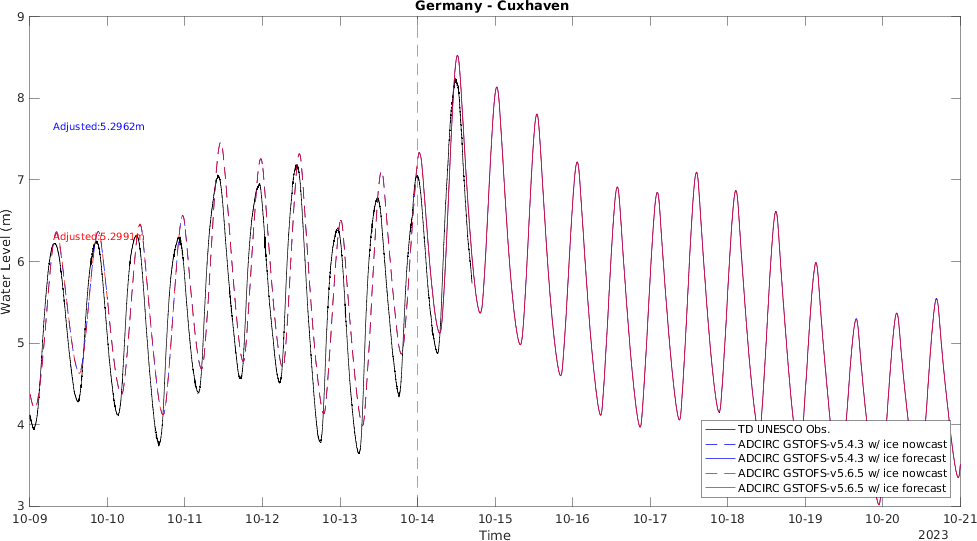 Germany - Cuxhaven
9
8
7
6
5
4
3
Water Level (m)
Adjusted:5.2962m
Adjusted:5.2991
TD UNESCO Obs.
ADCIRC GSTOFS-v5.4.3 w/ ice nowcast
ADCIRC GSTOFS-v5.4.3 w/ ice forecast
ADCIRC GSTOFS-v5.6.5 w/ ice nowcast
ADCIRC GSTOFS-v5.6.5 w/ ice forecast
10-09 10-10 10-11 10-12 10-13 10-14 10-15 10-16 10-17 10-18 10-19 10-20 10-21
Time
2023